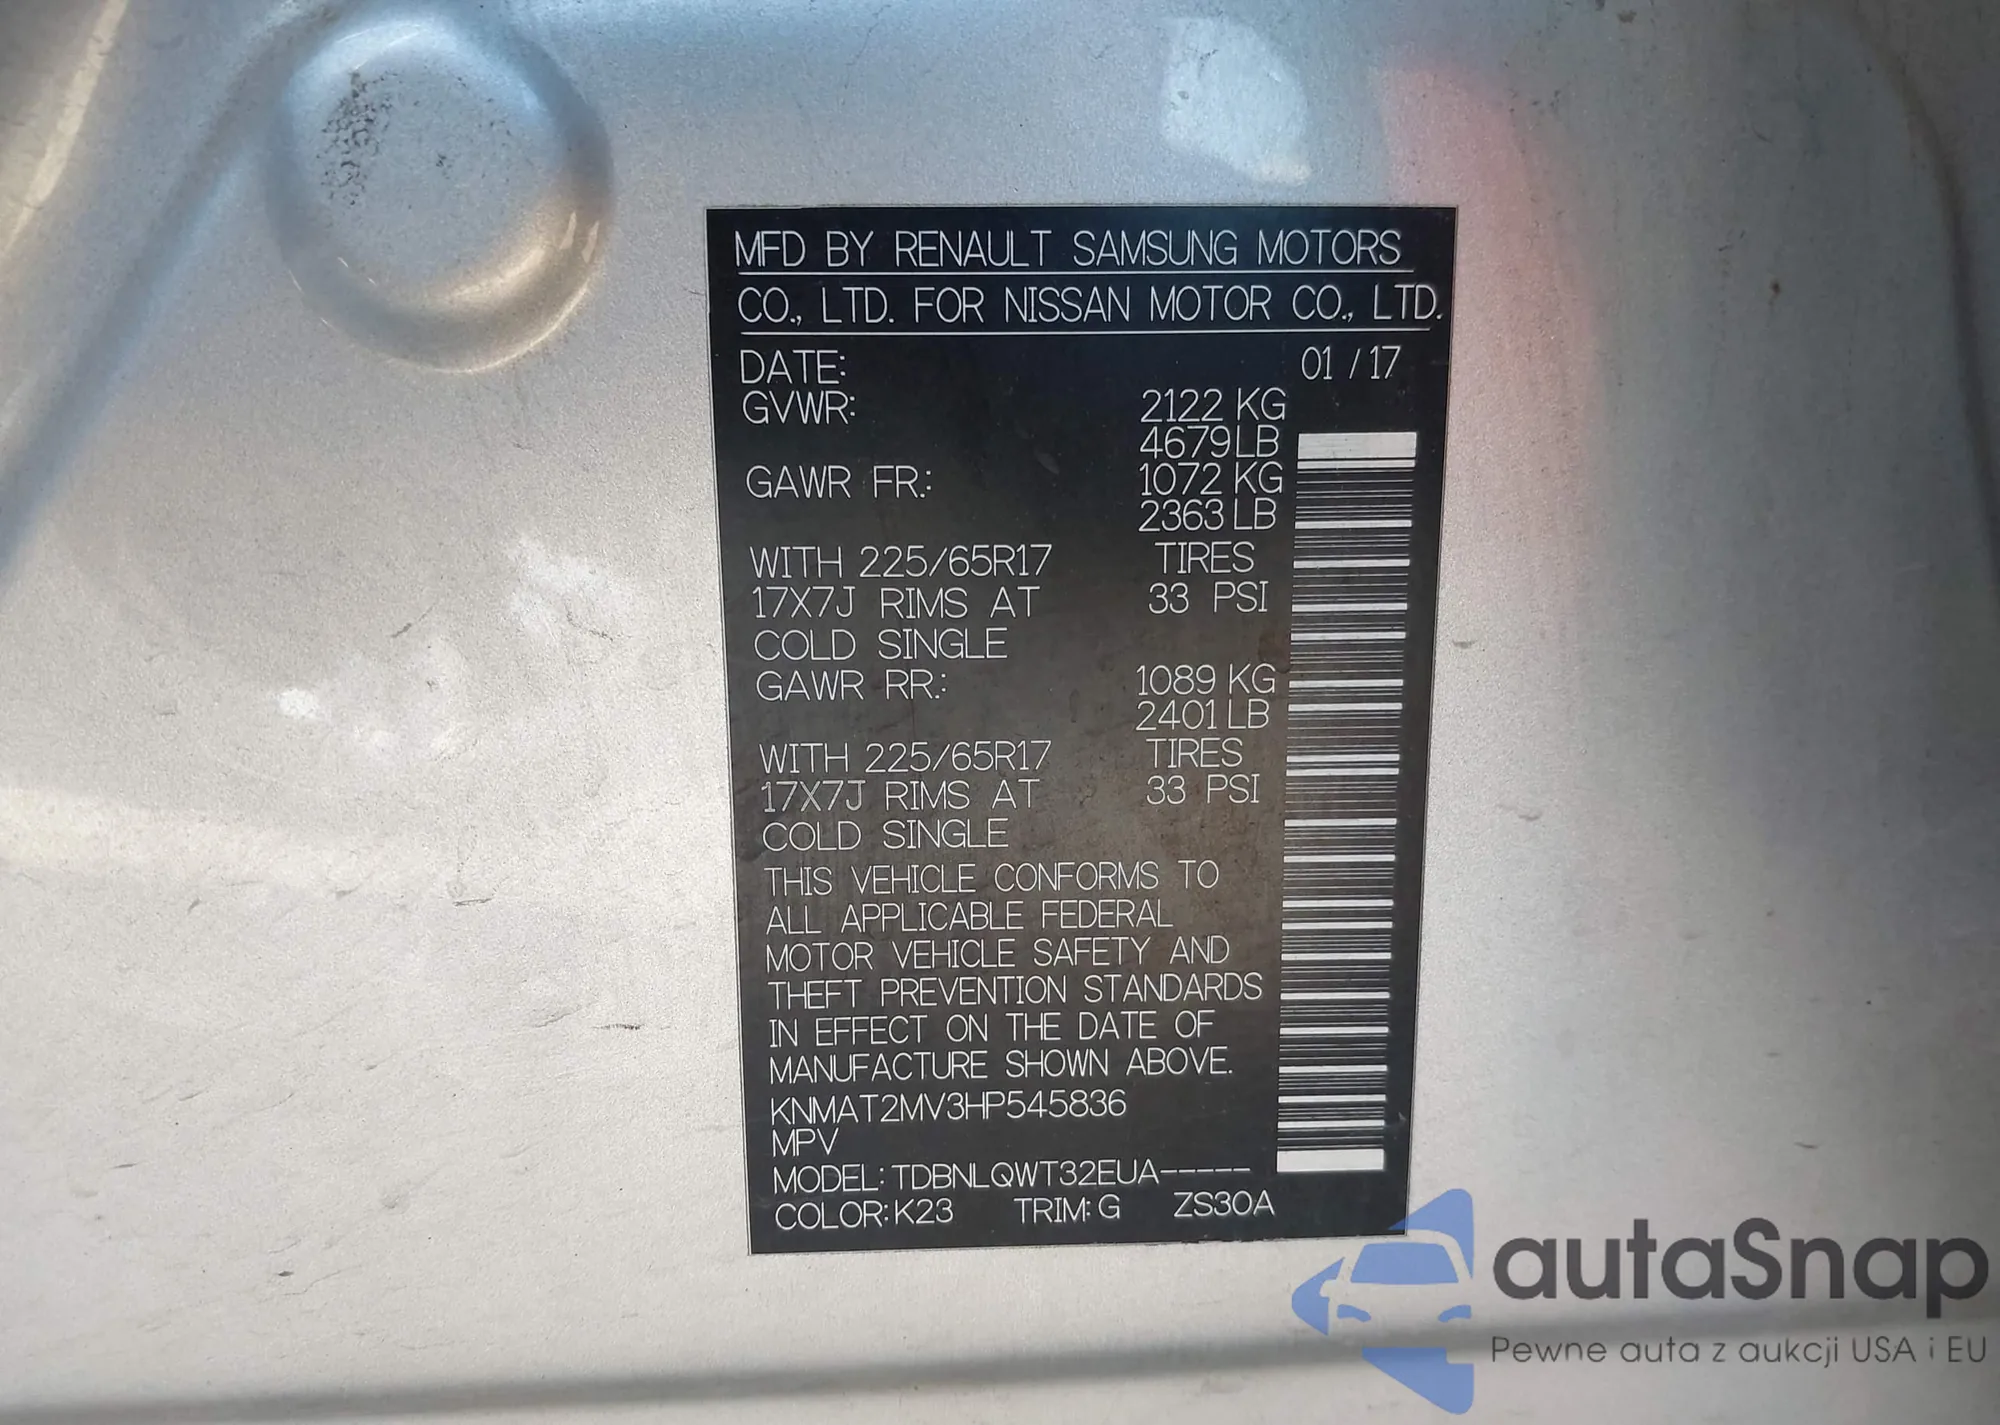 MFD BY RENAULT SAMSUNG MOTORS
CO., LTD. FOR NISSAN MOTOR CO., LTD.
DATE: 01 / 17
GVWR: 2122 KG
4679 LB
GAWR FR.: 1072 KG
2363 LB
WITH 225/65R17 TIRES
17X7J RIMS AT 33 PSI
COLD SINGLE
GAWR RR.: 1089 KG
2401 LB
WITH 225/65R17 TIRES
17X7J RIMS AT 33 PSI
COLD SINGLE
THIS VEHICLE CONFORMS TO
ALL APPLICABLE FEDERAL
MOTOR VEHICLE SAFETY AND
THEFT PREVENTION STANDARDS
IN EFFECT ON THE DATE OF
MANUFACTURE SHOWN ABOVE.
KNMAT2MV3HP545836
MPV
MODEL: TDBNLQWT32EUA-----
COLOR: K23 TRIM: G ZS30A
autaSnap
Pewne auta z aukcji USA i EU